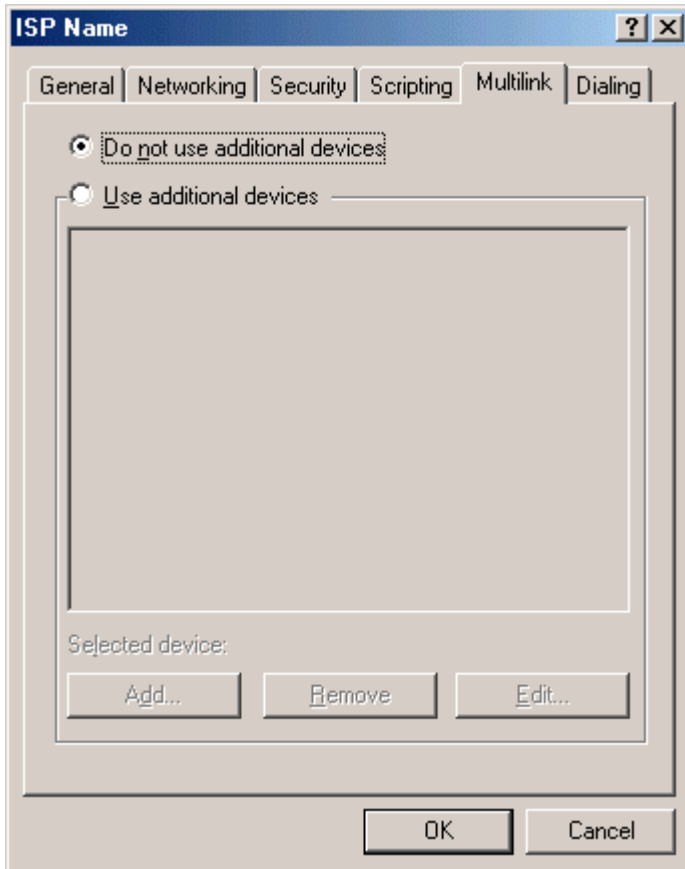 ISP Name
General Networking Security Scripting Multilink Dialing
Do not use additional devices
Use additional devices
Selected device:
Add... Remove Edit...
OK Cancel